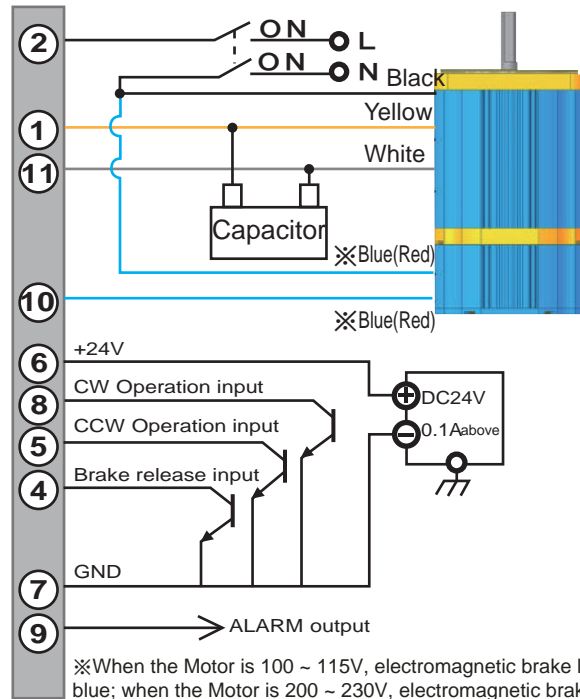 2
ON L
ON N
Black
Yellow
1
White
11
Capacitor
※Blue(Red)
10
※Blue(Red)
+24V
6
CW Operation input
8
DC24V
CCW Operation input
0.1Aabove
5
Brake release input
4
GND
7
9
ALARM output
※When the Motor is 100 ~ 115V, electromagnetic brake
blue; when the Motor is 200 ~ 230V, electromagnetic brak